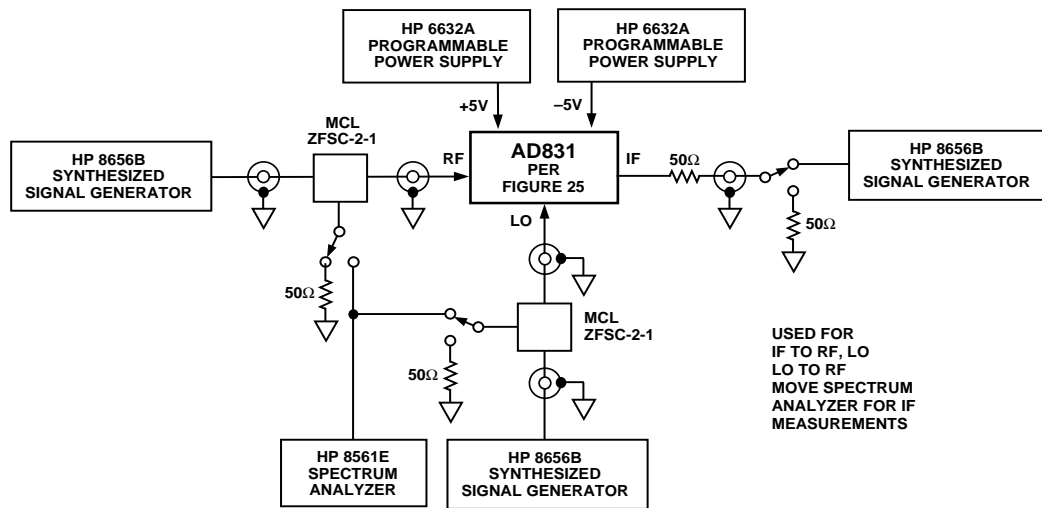 HP 6632A
PROGRAMMABLE
POWER SUPPLY
HP 6632A
PROGRAMMABLE
POWER SUPPLY
+5V
–5V
MCL
ZFSC-2-1
HP 8656B
SYNTHESIZED
SIGNAL GENERATOR
RF
AD831
PER
FIGURE 25
IF
LO
50Ω
HP 8656B
SYNTHESIZED
SIGNAL GENERATOR
50Ω
50Ω
MCL
ZFSC-2-1
50Ω
USED FOR
IF TO RF, LO
LO TO RF
MOVE SPECTRUM
ANALYZER FOR IF
MEASUREMENTS
HP 8561E
SPECTRUM
ANALYZER
HP 8656B
SYNTHESIZED
SIGNAL GENERATOR